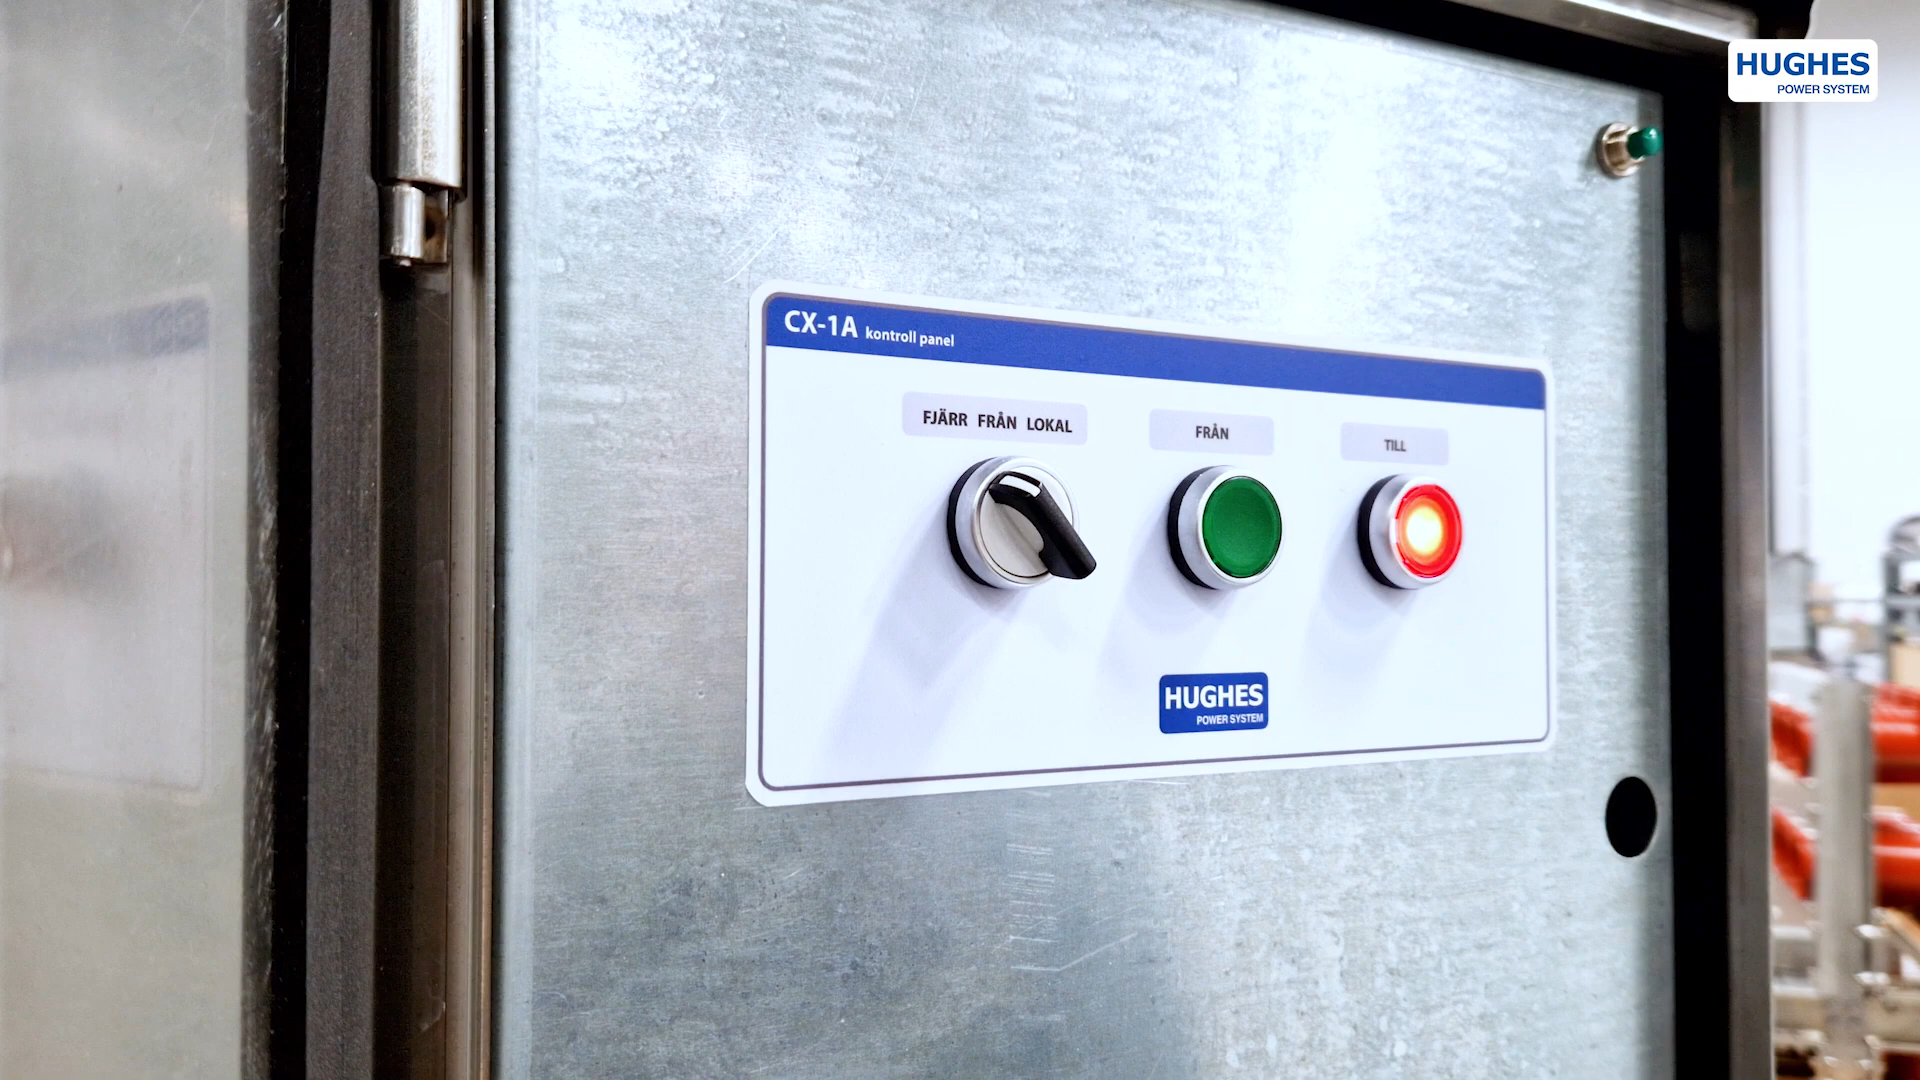 HUGHES
POWER SYSTEM
CX-1A kontroll panel
FJÄRR FRÅN LOKAL
FRÅN
TILL
HUGHES
POWER SYSTEM